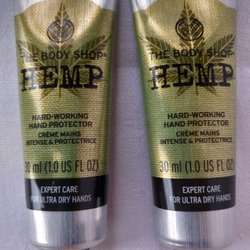 THE BODY SHOP
HEMP
HARD-WORKING
HAND PROTECTOR
CRÈME MAINS
INTENSE & PROTECTRICE
30 ml (1.0 US FL OZ)
EXPERT CARE
FOR ULTRA DRY HANDS
THE BODY SHOP
HEMP
HARD-WORKING
HAND PROTECTOR
CRÈME MAINS
INTENSE & PROTECTRICE
30 ml (1.0 US FL OZ)
EXPERT CARE
FOR ULTRA DRY HANDS